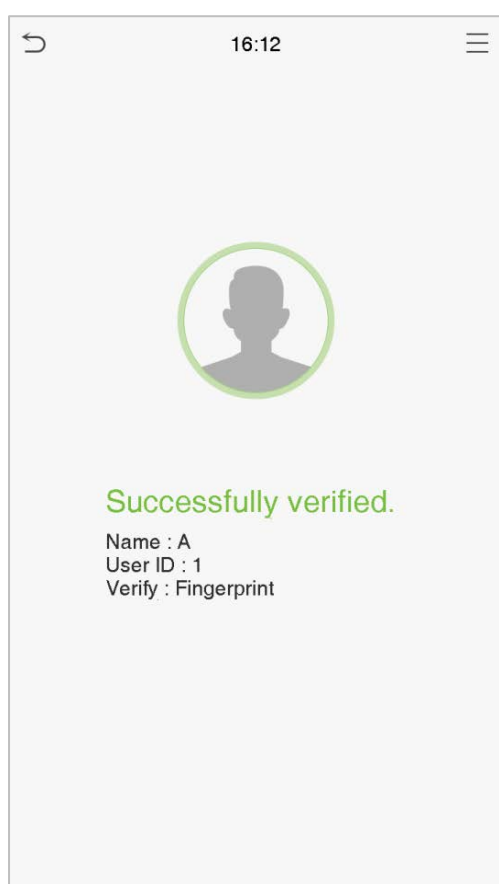 16:12
Successfully verified.
Name : A
User ID : 1
Verify : Fingerprint